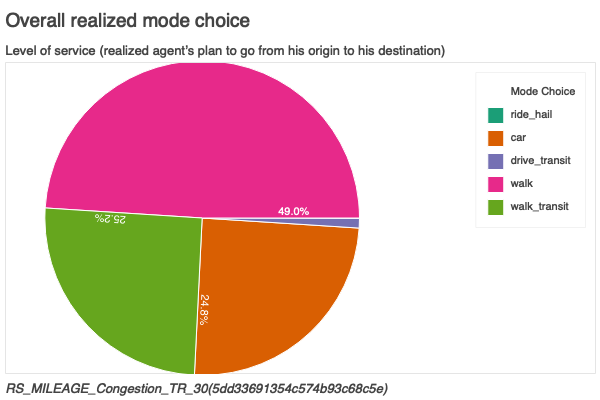 Overall realized mode choice
Level of service (realized agent's plan to go from his origin to his destination)
Mode Choice
ride_hail
car
drive_transit
walk
walk_transit
49.0%
25.2%
24.8%
RS_MILEAGE_Congestion_TR_30(5dd33691354c574b93c68c5e)